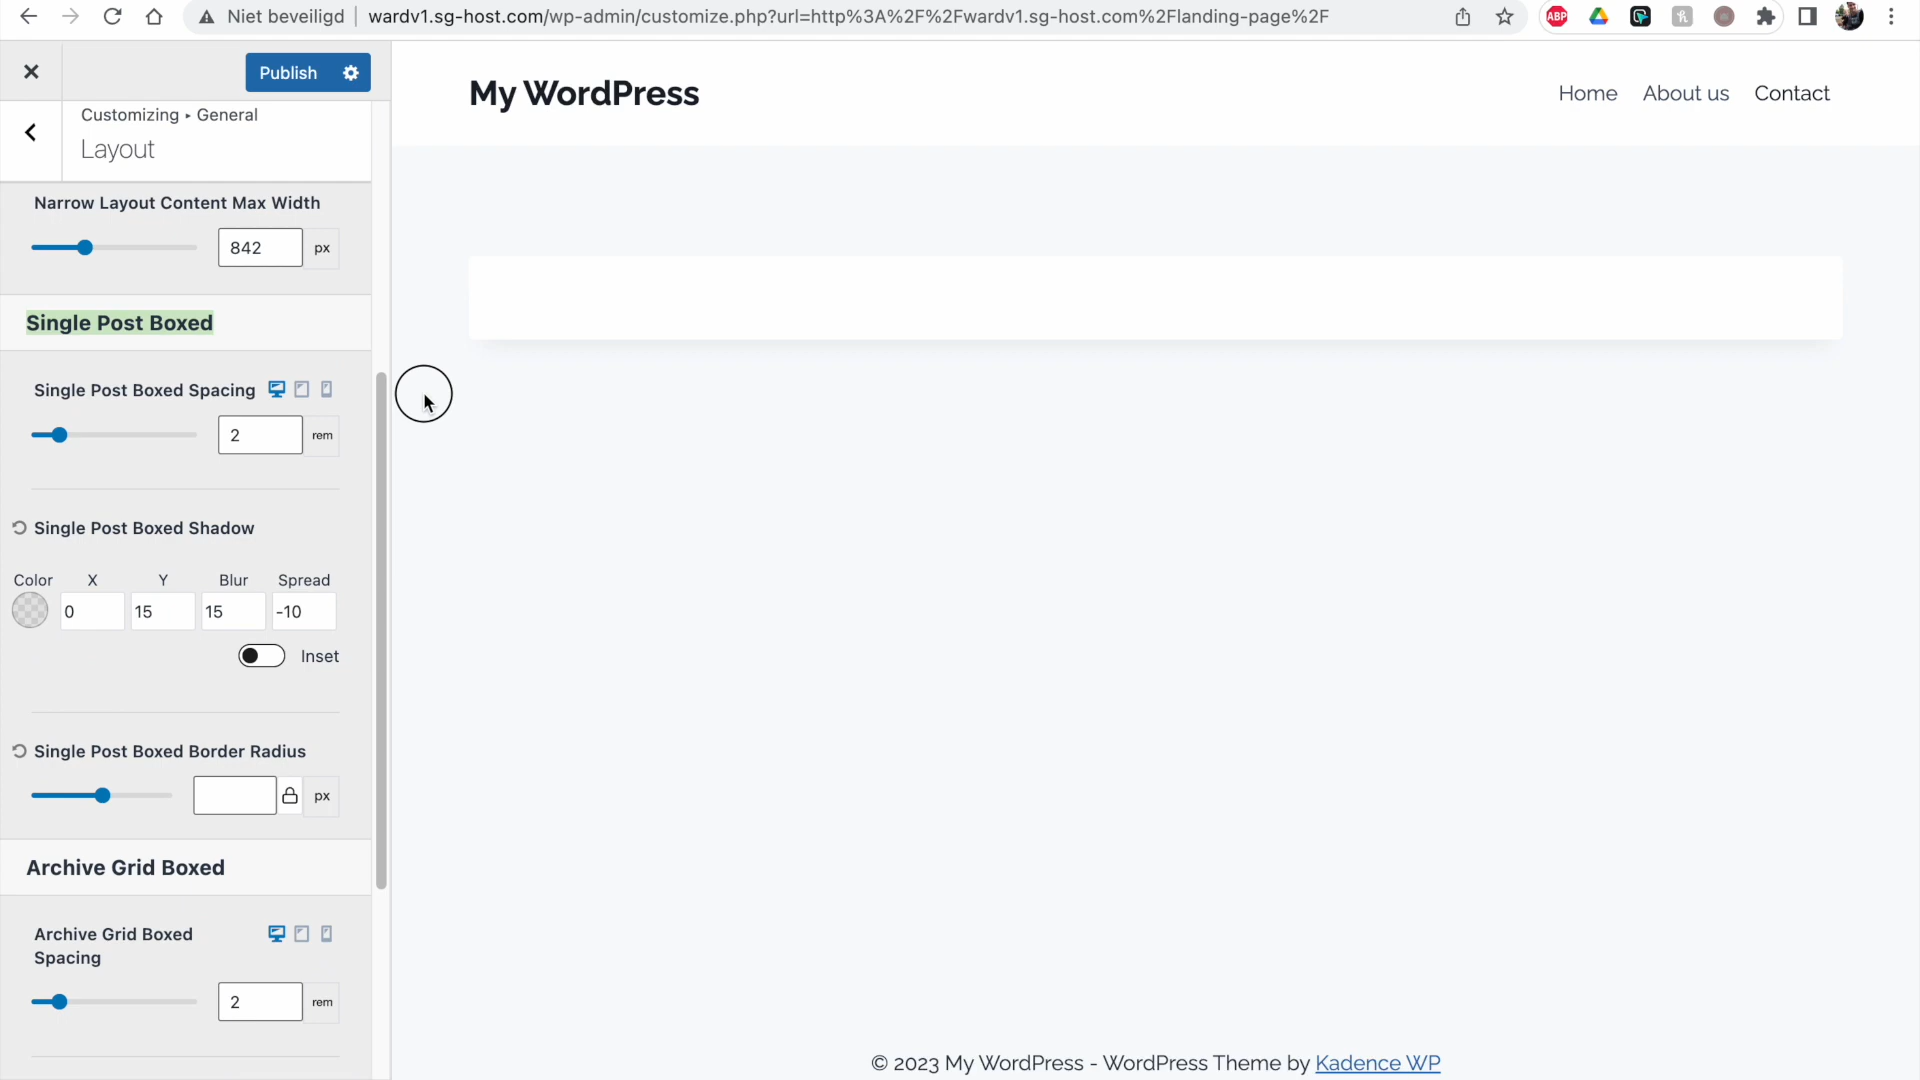 Niet beveiligd
wardv1.sg-host.com/wp-admin/customize.php?url=http%3A%2F%2Fwardv1.sg-host.com%2Flanding-page%2F
ABP
Publish
Customizing ▸ General
Layout
My WordPress
Home
About us
Contact
Narrow Layout Content Max Width
842
px
Single Post Boxed
Single Post Boxed Spacing
2
rem
Single Post Boxed Shadow
Color X Y Blur Spread
0 15 15 -10
Inset
Single Post Boxed Border Radius
px
Archive Grid Boxed
Archive Grid Boxed
Spacing
2
rem
© 2023 My WordPress - WordPress Theme by Kadence WP